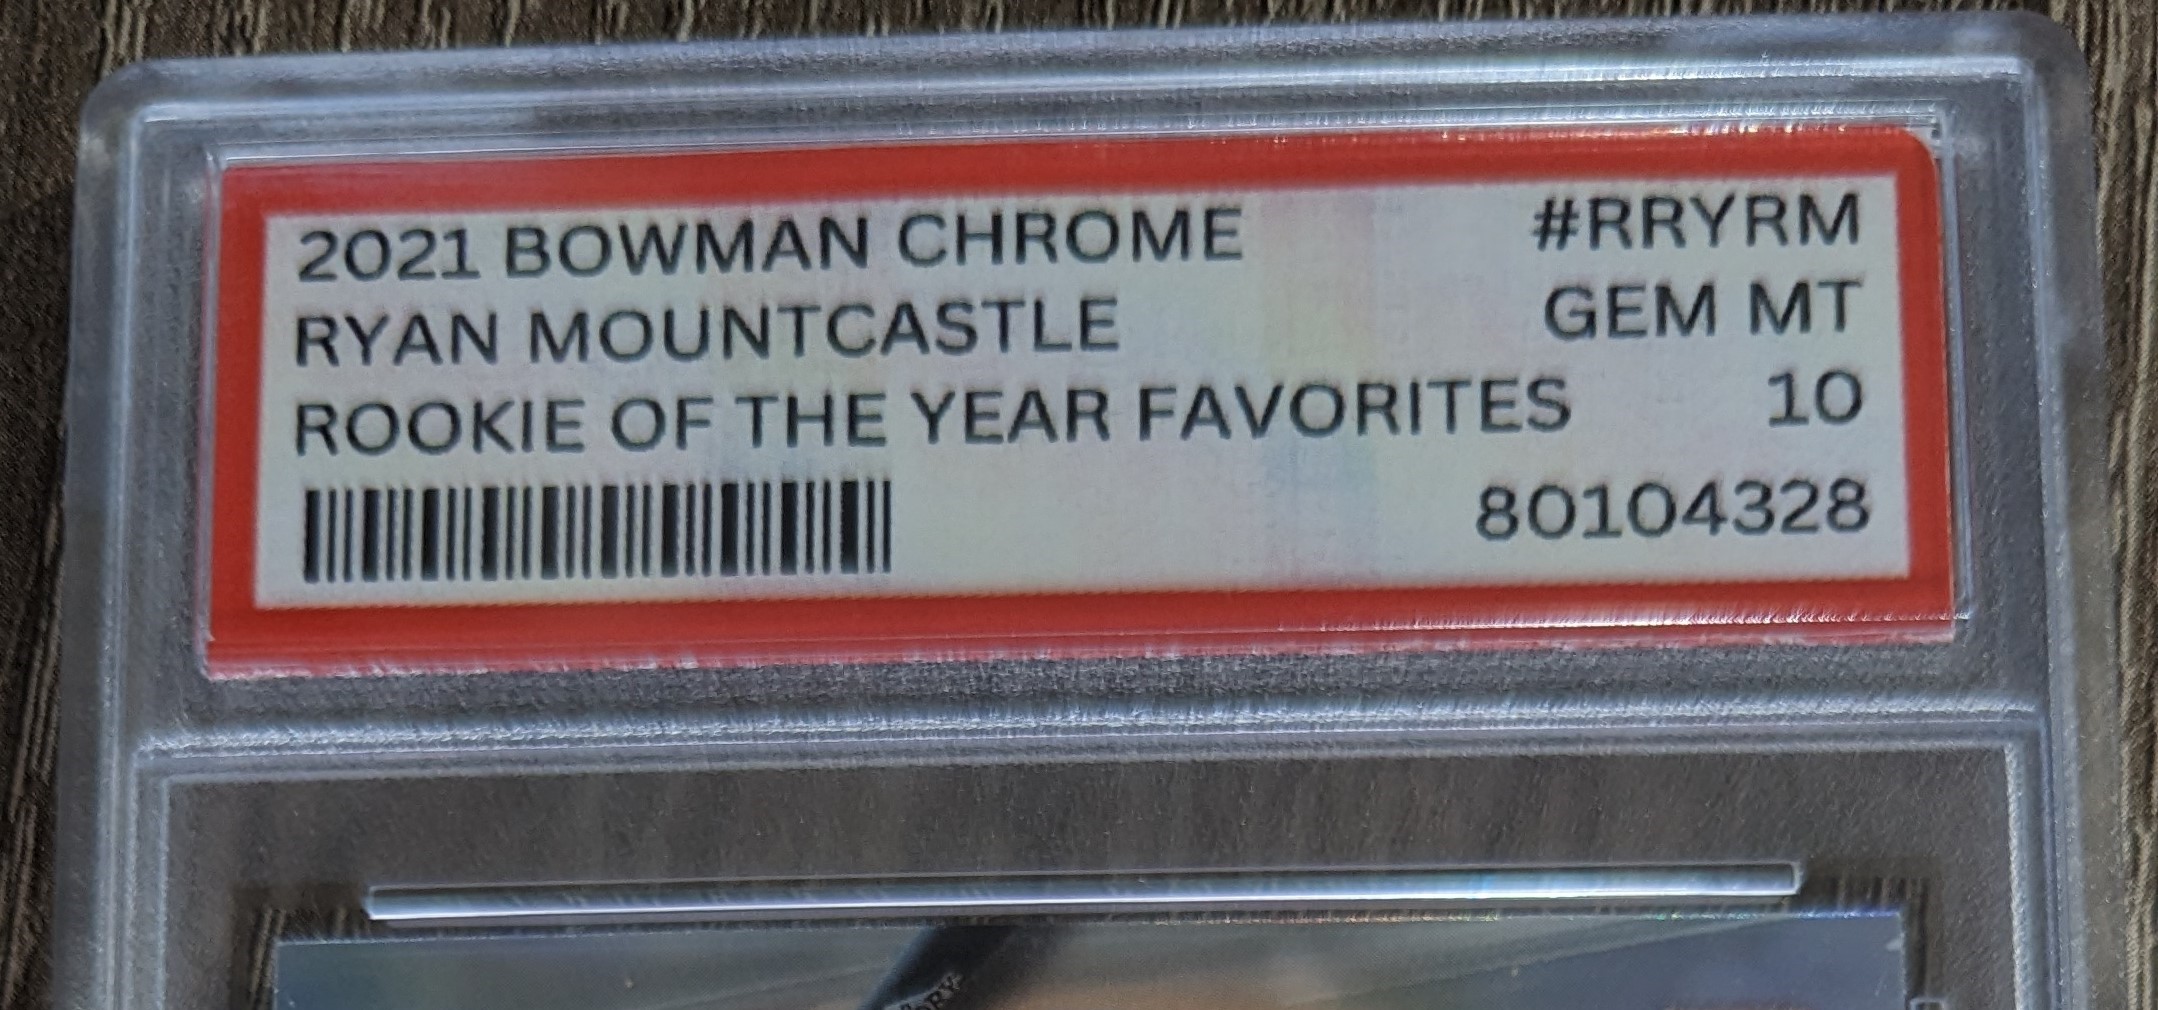 2021 BOWMAN CHROME #RRYRM
RYAN MOUNTCASTLE GEM MT
ROOKIE OF THE YEAR FAVORITES 10
80104328